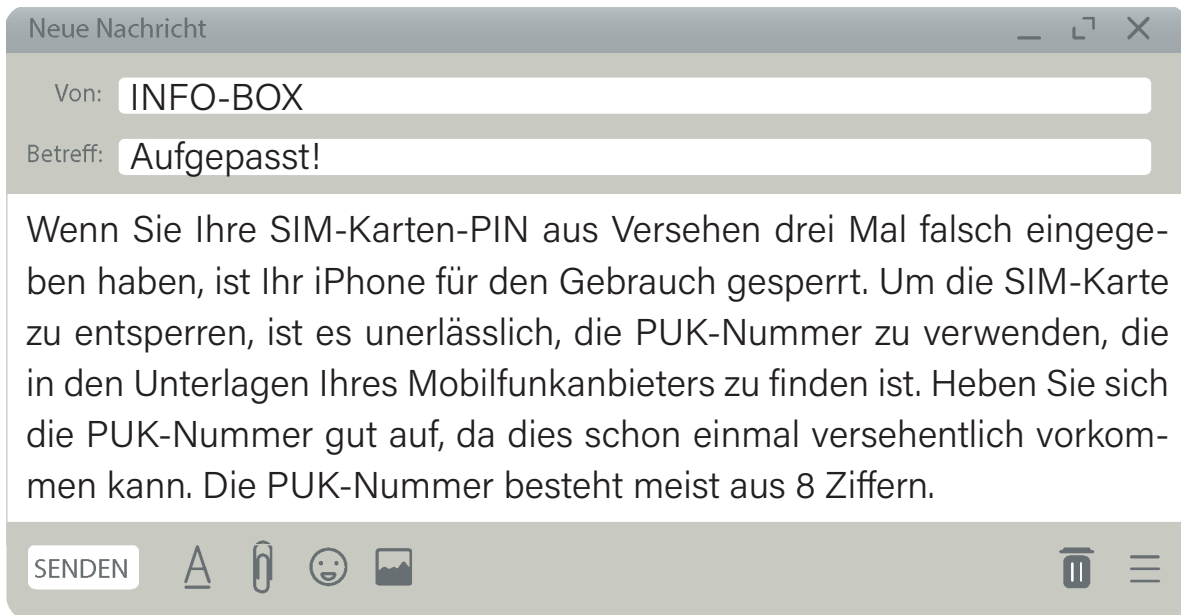 Neue Nachricht
Von: INFO-BOX
Betreff: Aufgepasst!
Wenn Sie Ihre SIM-Karten-PIN aus Versehen drei Mal falsch eingege-
ben haben, ist Ihr iPhone für den Gebrauch gesperrt. Um die SIM-Karte
zu entsperren, ist es unerlässlich, die PUK-Nummer zu verwenden, die
in den Unterlagen Ihres Mobilfunkanbieters zu finden ist. Heben Sie sich
die PUK-Nummer gut auf, da dies schon einmal versehentlich vorkom-
men kann. Die PUK-Nummer besteht meist aus 8 Ziffern.
SENDEN A